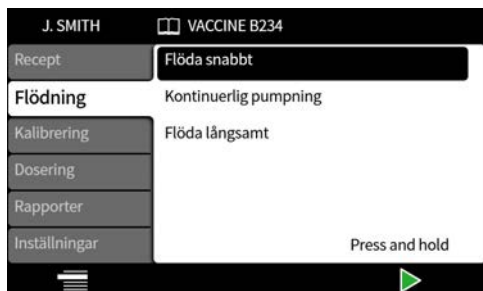 J. SMITH VACCINE B234
Recept
Flödning
Kalibrering
Dosering
Rapporter
Inställningar
Flöda snabbt
Kontinuerlig pumpning
Flöda långsamt
Press and hold